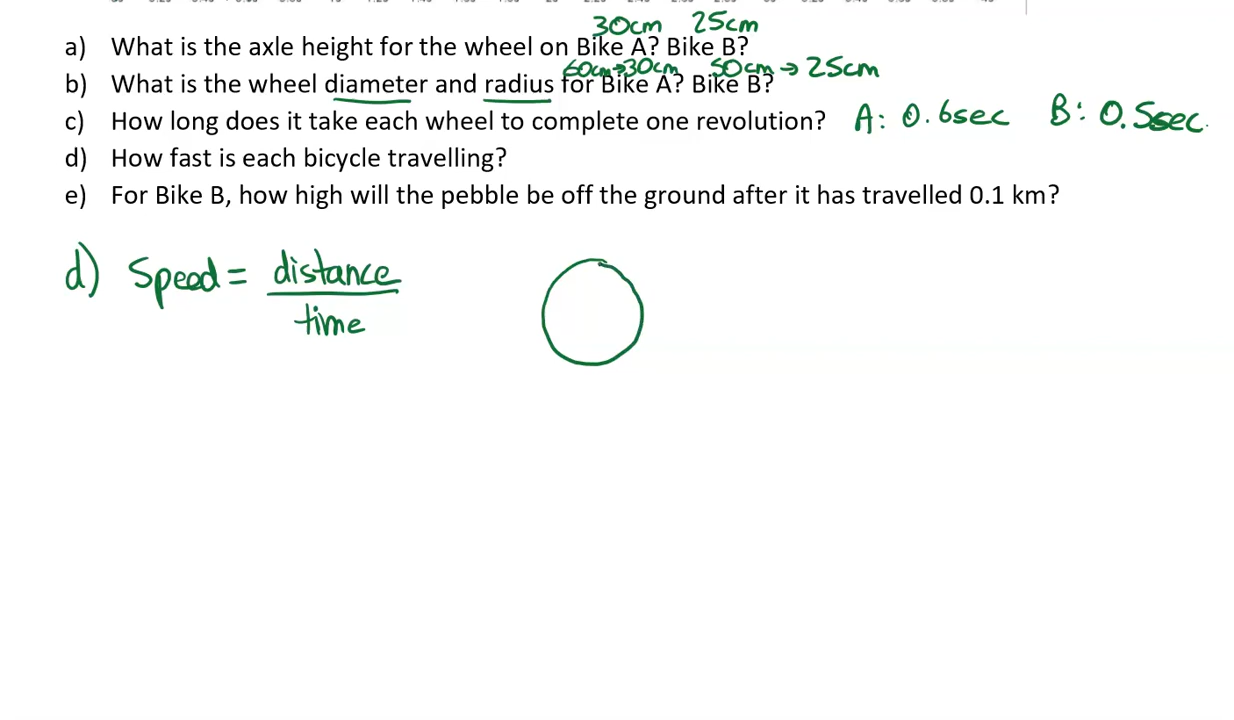 30cm 25cm
a) What is the axle height for the wheel on Bike A? Bike B?
60cm→30cm 50cm → 25cm
b) What is the wheel diameter and radius for Bike A? Bike B?
c) How long does it take each wheel to complete one revolution? A: 0.6sec B: 0.5sec.
d) How fast is each bicycle travelling?
e) For Bike B, how high will the pebble be off the ground after it has travelled 0.1 km?
d) Speed = distance
time